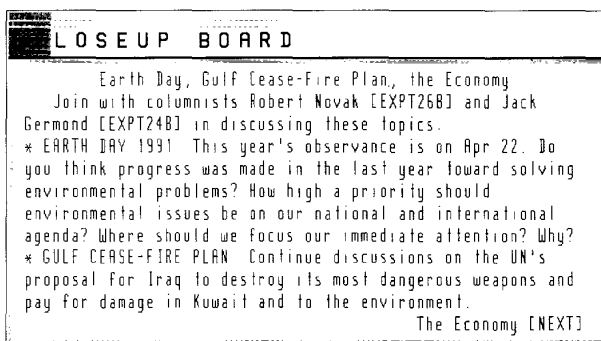 CLOSEUP BOARD
Earth Day, Gulf Cease-Fire Plan, the Economy
Join with columnists Robert Novak [EXPT26B] and Jack
Germond [EXPT24B] in discussing these topics.
* EARTH DAY 1991 This year's observance is on Apr 22. Do
you think progress was made in the last year toward solving
environmental problems? How high a priority should
environmental issues be on our national and international
agenda? Where should we focus our immediate attention? Why?
* GULF CEASE-FIRE PLAN Continue discussions on the UN's
proposal for Iraq to destroy its most dangerous weapons and
pay for damage in Kuwait and to the environment.
The Economy [NEXT]